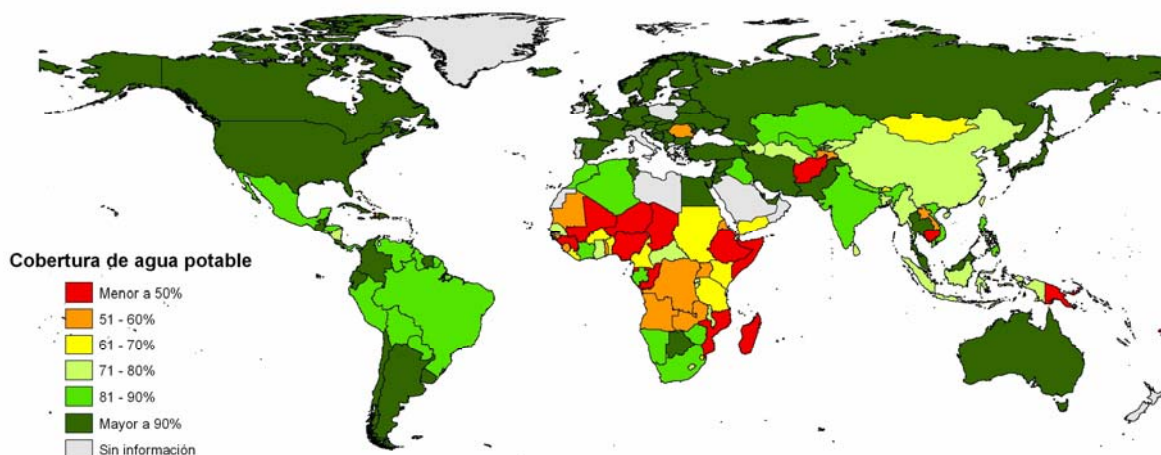 Cobertura de agua potable
Menor a 50%
51 - 60%
61 - 70%
71 - 80%
81 - 90%
Mayor a 90%
Sin información